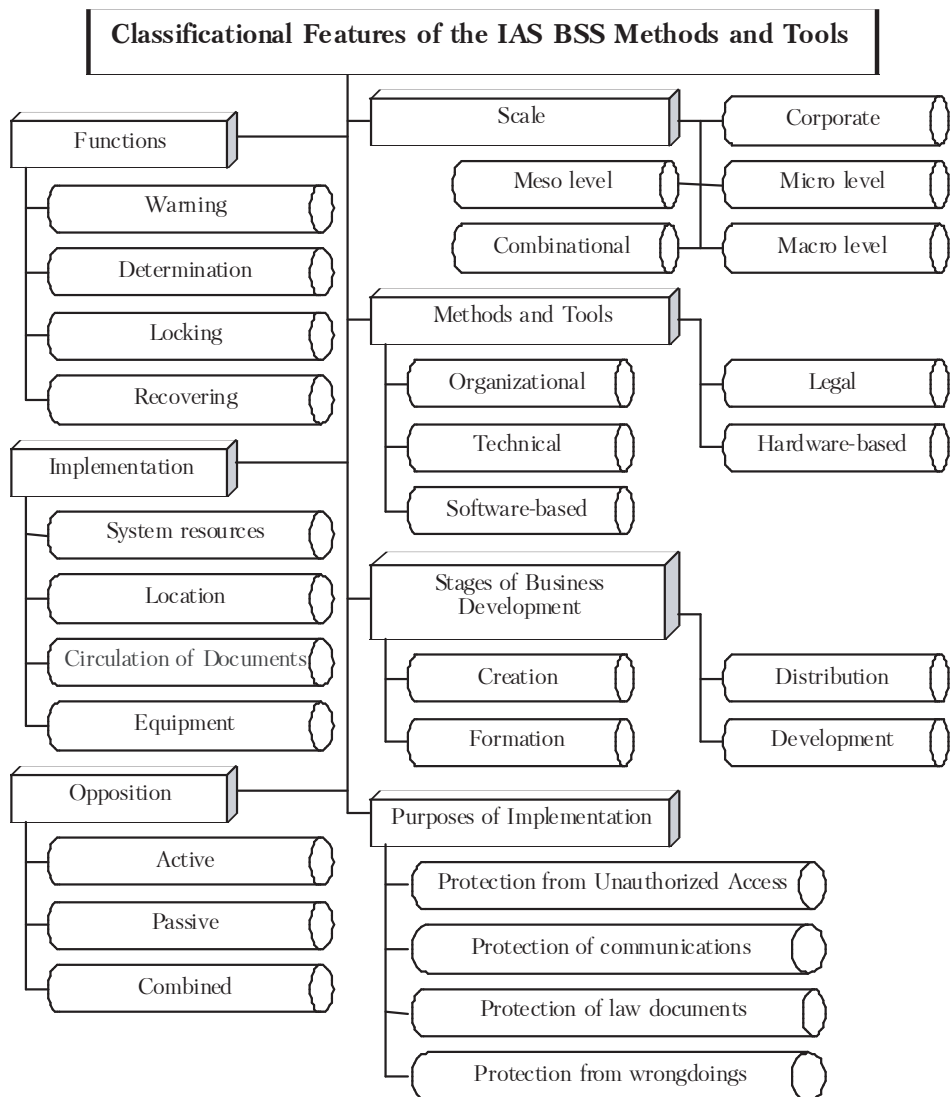 Classificational Features of the IAS BSS Methods and Tools
Functions
Warning
Determination
Locking
Recovering
Implementation
System resources
Location
Circulation of Documents
Equipment
Opposition
Active
Passive
Combined
Scale
Corporate
Meso level
Micro level
Combinational
Macro level
Methods and Tools
Organizational
Legal
Technical
Hardware-based
Software-based
Stages of Business
Development
Creation
Distribution
Formation
Development
Purposes of Implementation
Protection from Unauthorized Access
Protection of communications
Protection of law documents
Protection from wrongdoings